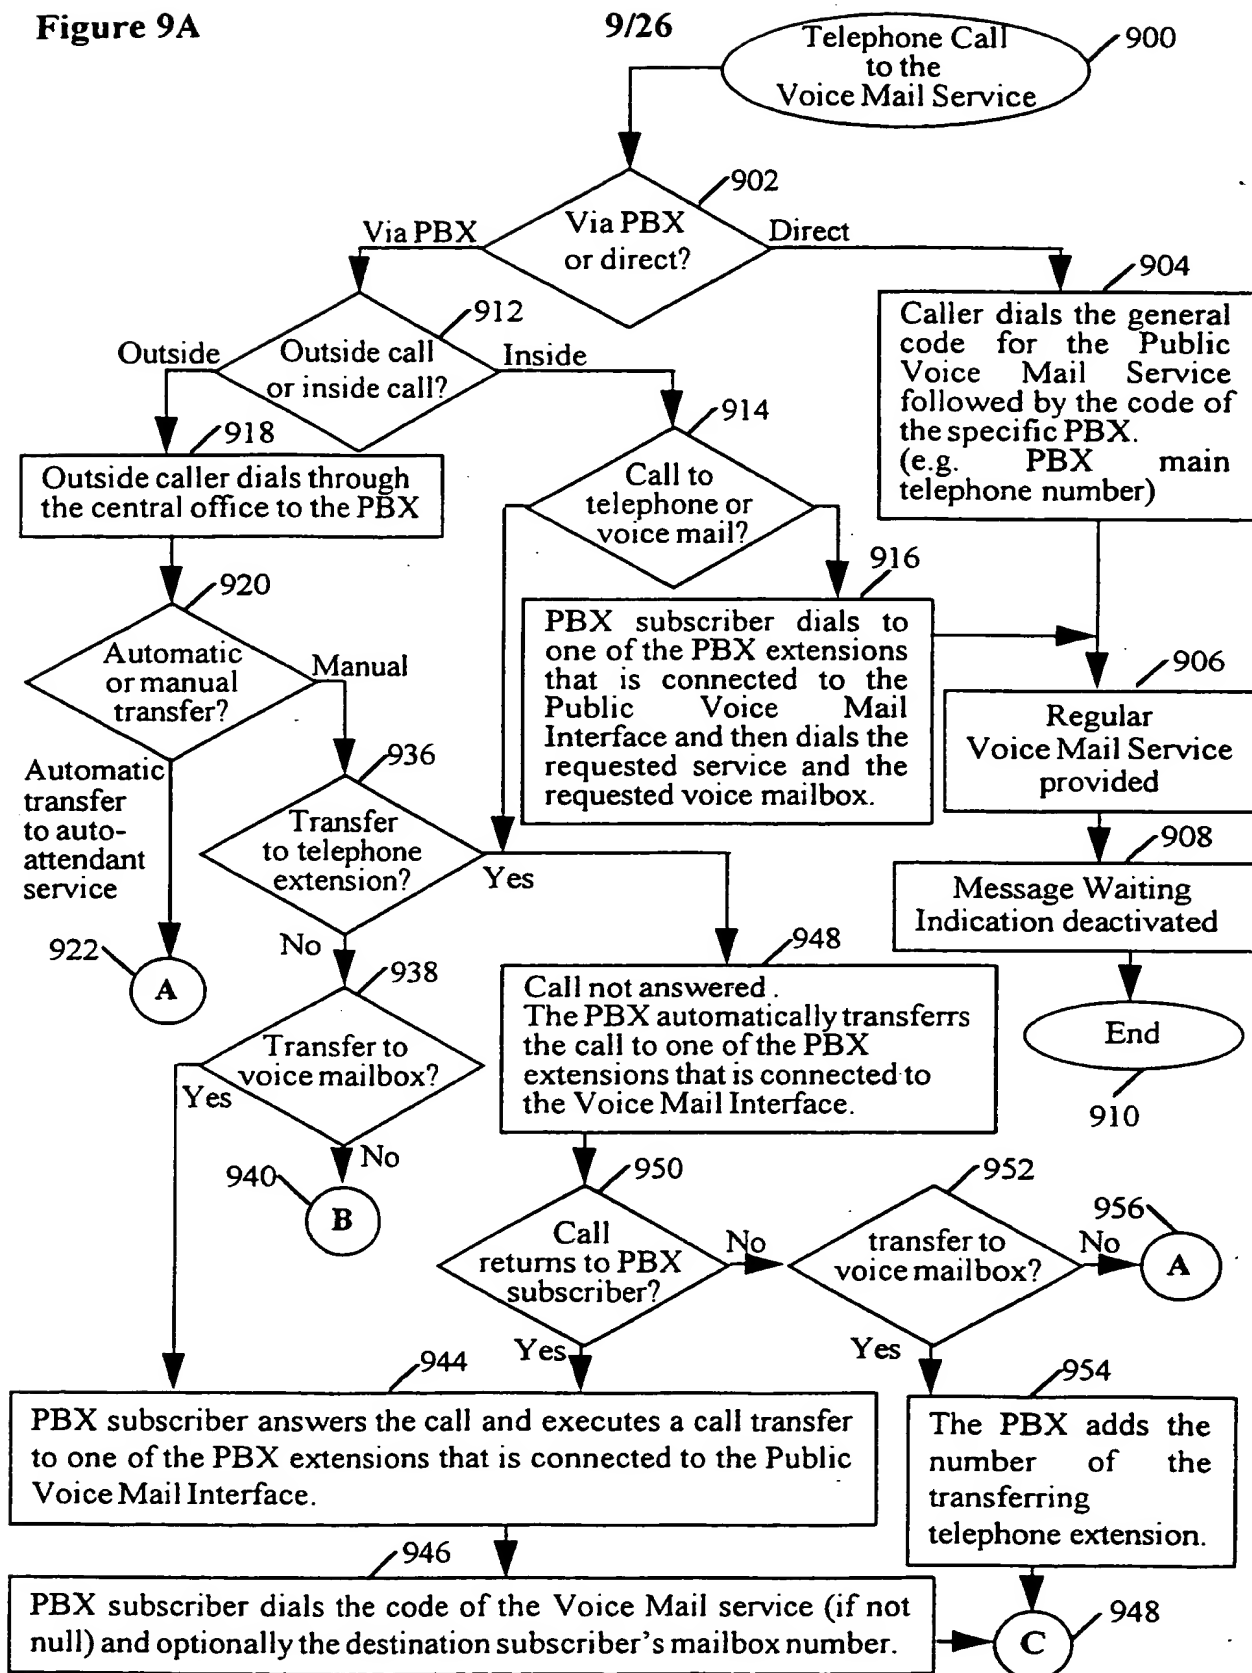 Figure 9A
9/26
Telephone Call
to the
Voice Mail Service
900
902
Via PBX
or direct?
Via PBX
Direct
904
Caller dials the general
code for the Public
Voice Mail Service
followed by the code of
the specific PBX.
(e.g. PBX main
telephone number)
912
Outside call
or inside call?
Outside
Inside
914
Call to
telephone or
voice mail?
918
Outside caller dials through
the central office to the PBX
916
PBX subscriber dials to
one of the PBX extensions
that is connected to the
Public Voice Mail
Interface and then dials the
requested service and the
requested voice mailbox.
920
Automatic
or manual
transfer?
Manual
906
Regular
Voice Mail Service
provided
Automatic
transfer
to auto-
attendant
service
936
Transfer
to telephone
extension?
Yes
No
908
Message Waiting
Indication deactivated
922
A
938
Transfer to
voice mailbox?
Yes
No
948
Call not answered .
The PBX automatically transferrs
the call to one of the PBX
extensions that is connected to
the Voice Mail Interface.
End
910
940
B
950
Call
returns to PBX
subscriber?
No
Yes
952
transfer to
voice mailbox?
No
Yes
956
A
944
PBX subscriber answers the call and executes a call transfer
to one of the PBX extensions that is connected to the Public
Voice Mail Interface.
954
The PBX adds the
number of the
transferring
telephone extension.
946
PBX subscriber dials the code of the Voice Mail service (if not
null) and optionally the destination subscriber's mailbox number.
C
948